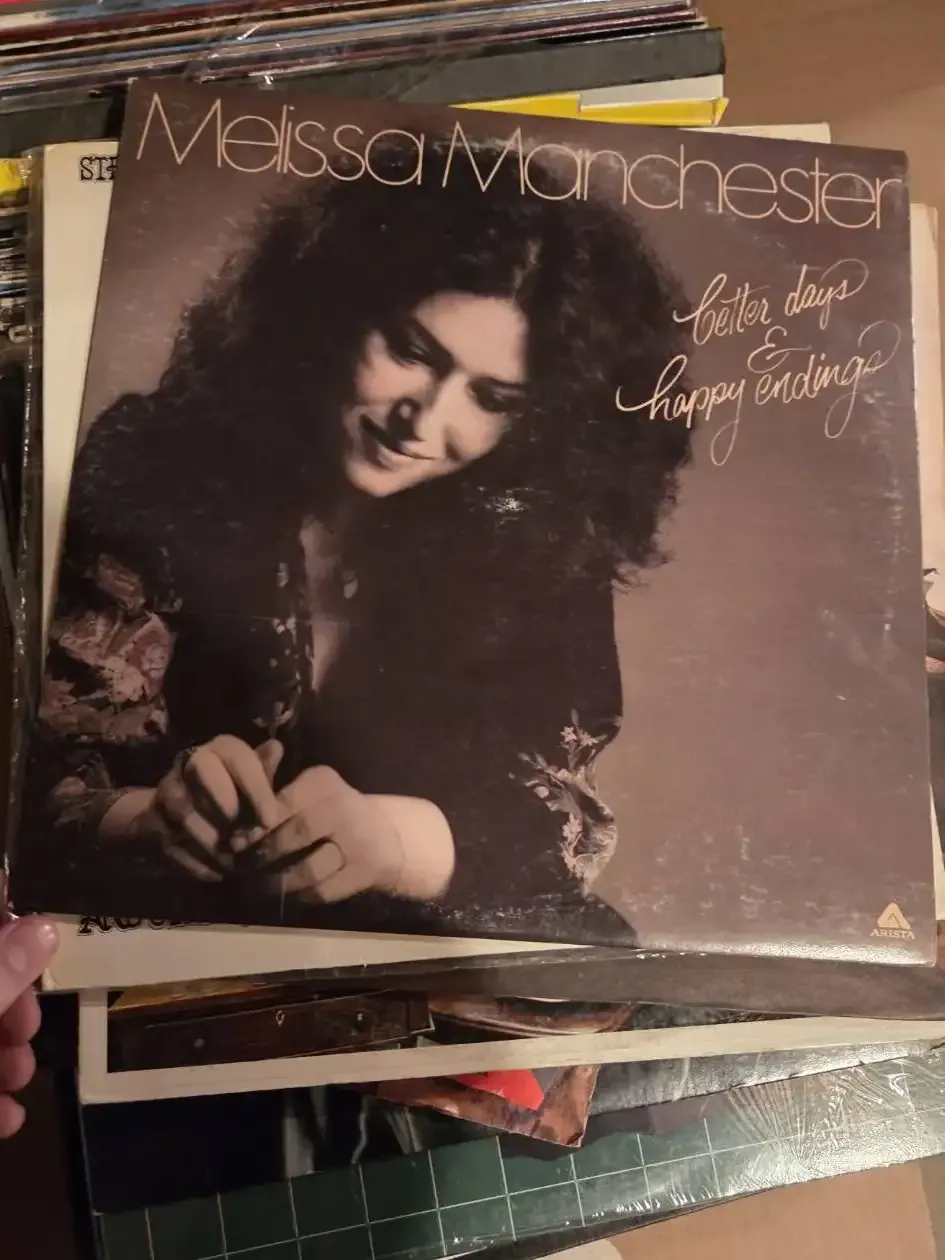 Melissa Manchester
better days
&
happy endings
ARISTA